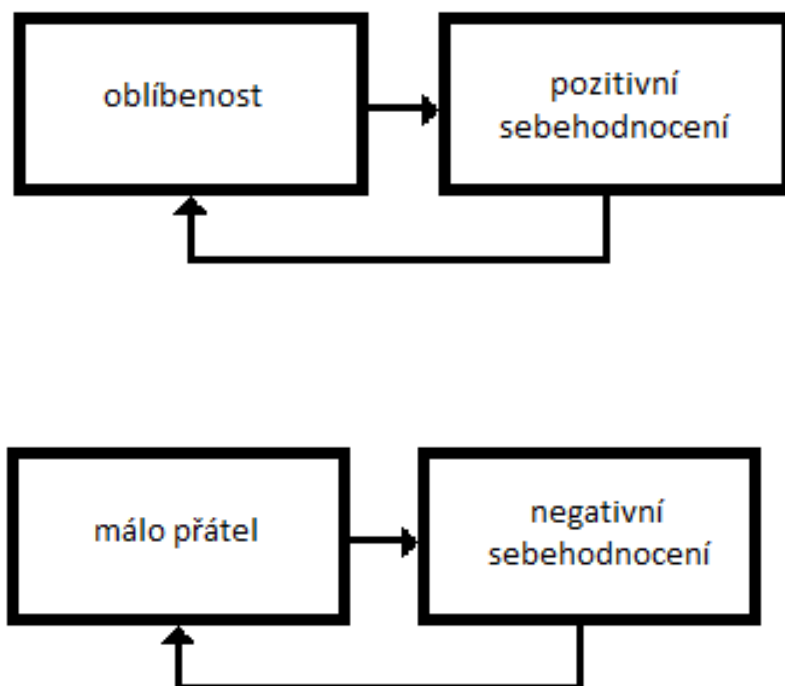 oblíbenost
pozitivní
sebehodnocení
málo přátel
negativní
sebehodnocení